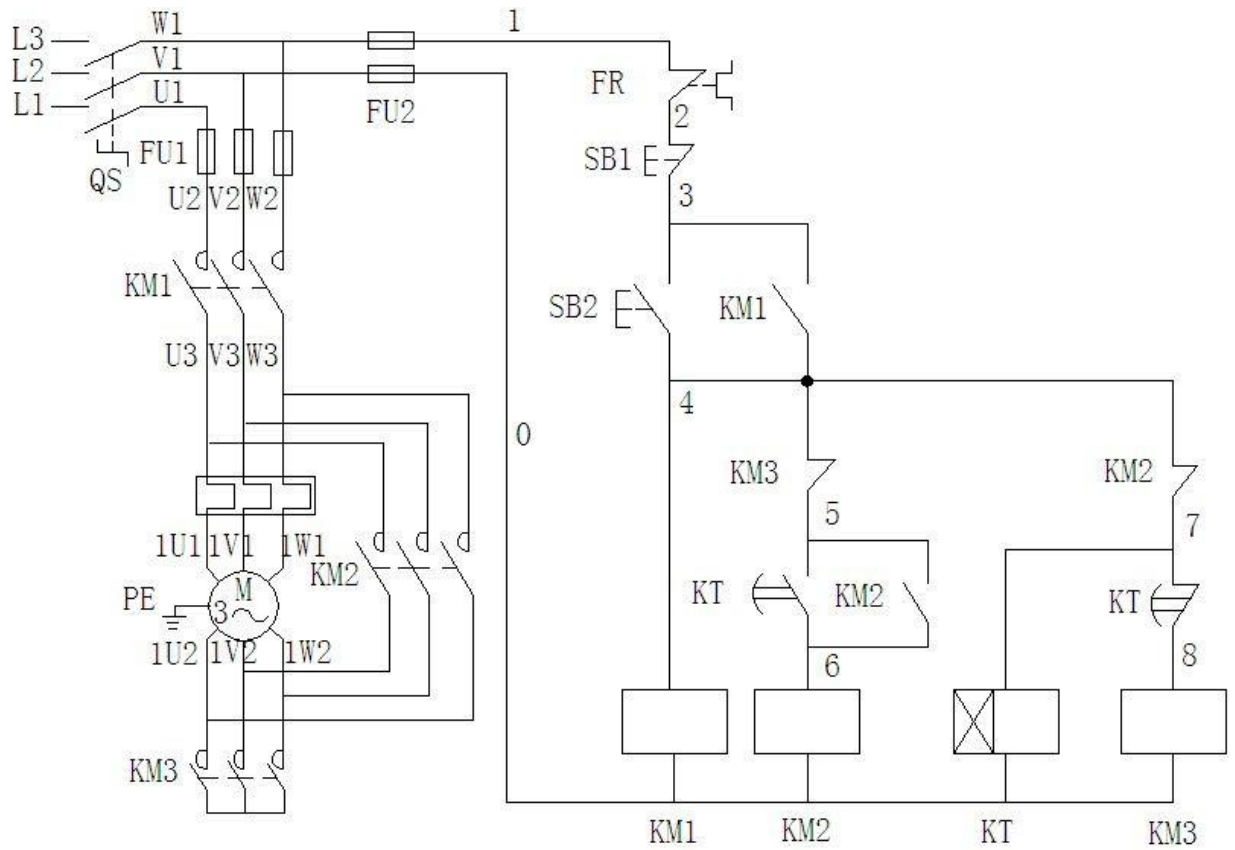 L3 W1 1
L2 V1
L1 U1
FU2
FR
2
FU1
SB1
QS
U2 V2 W2
3
KM1
SB2
KM1
U3 V3 W3
4
0
KM3
KM2
5
7
1U1 1V1 1W1
KM2
PE
M
3
KT
KM2
KT
1U2 1V2 1W2
6
8
KM3
KM1
KM2
KT
KM3